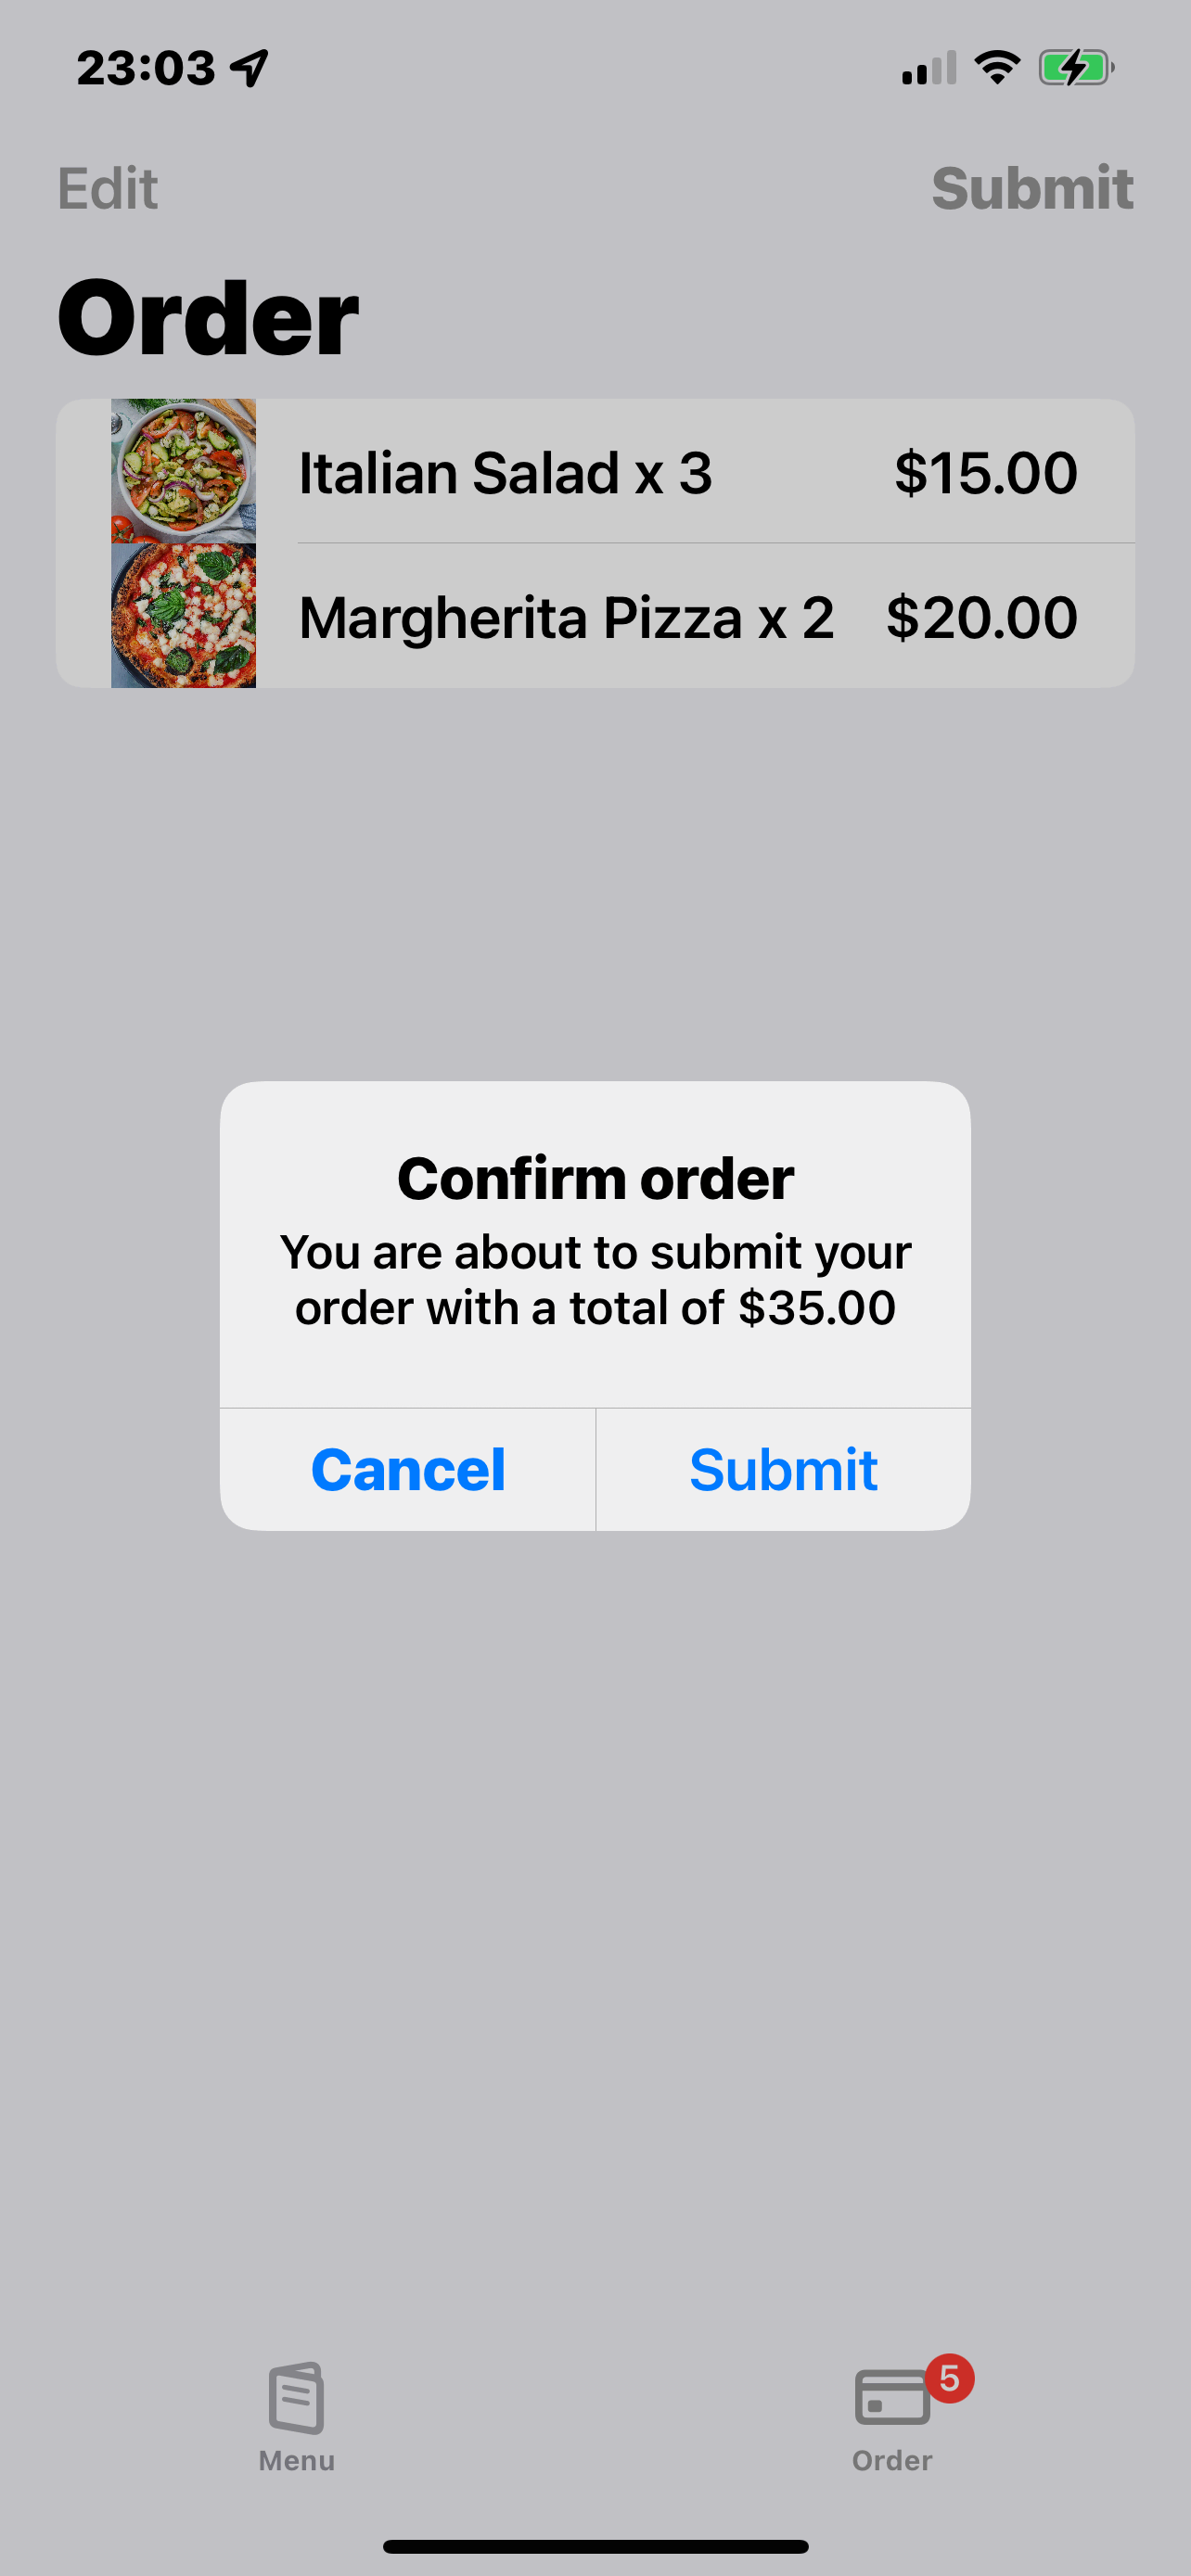 23:03
Edit
Submit
Order
Italian Salad x 3
$15.00
Margherita Pizza x 2
$20.00
Confirm order
You are about to submit your
order with a total of $35.00
Cancel
Submit
Menu
5
Order